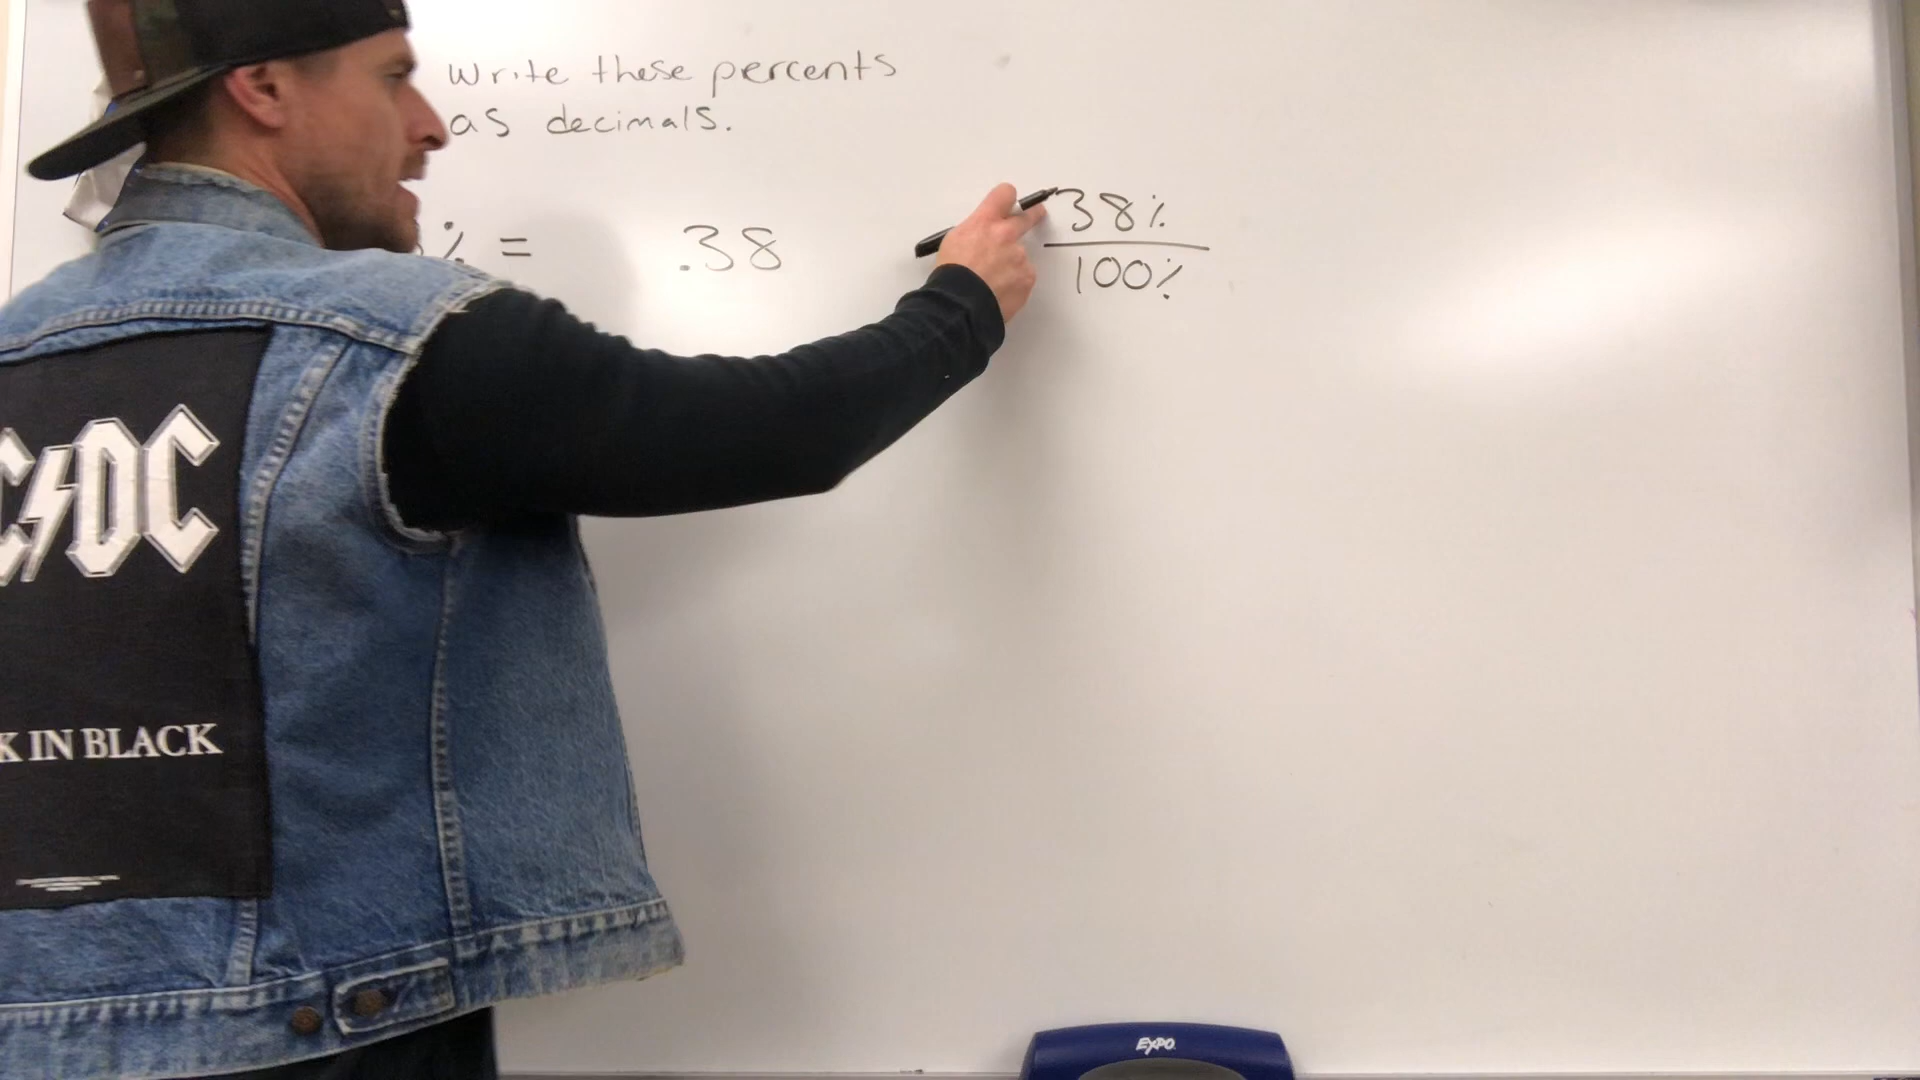 Write these percents
as decimals.
% = .38
38%
100%
C⚡DC
K IN BLACK
EXPO